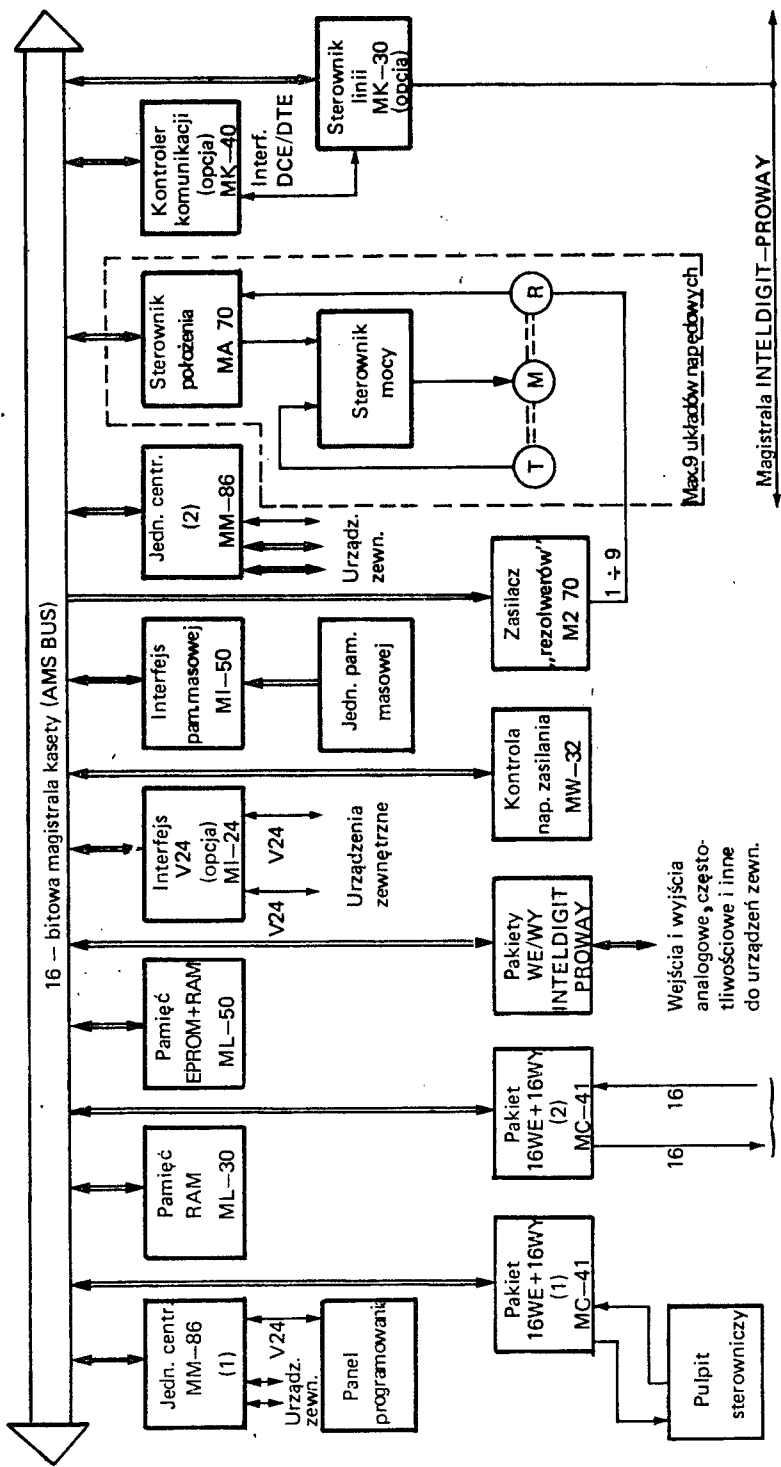 16 – bitowa magistrala kasety (AMS BUS)
Jedn. centr.
MM–86
(1)
Urządz.
zewn.
V24
Panel
programowania
Pakiet
16WE+16WY
(1)
MC–41
Pulpit
sterowniczy
Pamięć
RAM
ML–30
Pakiet
16WE+16WY
(2)
MC–41
16
16
Pamięć
EPROM+RAM
ML–50
Pakiety
WE/WY
INTELDIGIT
PROWAY
Wejścia i wyjścia
analogowe, często-
tliwościowe i inne
do urządzeń zewn.
Interfejs
V24
(opcja)
MI–24
V24
V24
Urządzenia
zewnętrzne
Kontrola
nap. zasilania
MW–32
Interfejs
pam.masowej
MI–50
Jedn. pam.
masowej
Zasilacz
„rezolwerów”
M2 70
1 ÷ 9
Jedn. centr.
(2)
MM–86
Urządz.
zewn.
Sterownik
położenia
MA 70
Sterownik
mocy
T
M
R
Max.9 układów napędowych
Kontroler
komunikacji
(opcja)
MK–40
Interf.
DCE/DTE
Sterownik
linii
MK–30
(opcja)
Magistrala INTELDIGIT–PROWAY